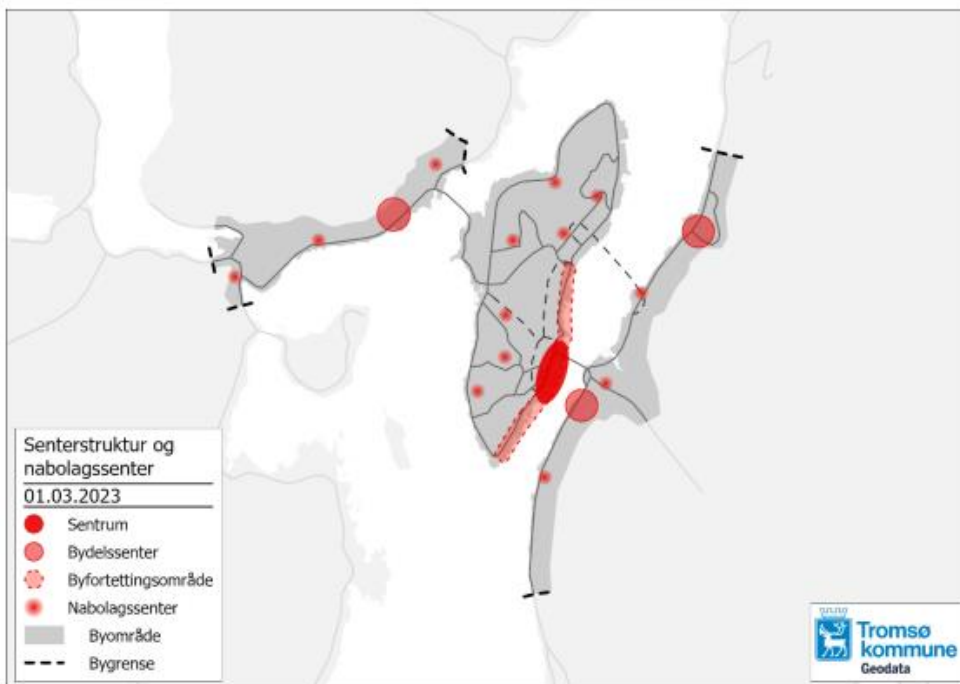 Senterstruktur og
nabolagssenter
01.03.2023
Sentrum
Bydelssenter
Byfortettingsområde
Nabolagssenter
Byområde
Bygrense
Tromsø
kommune
Geodata